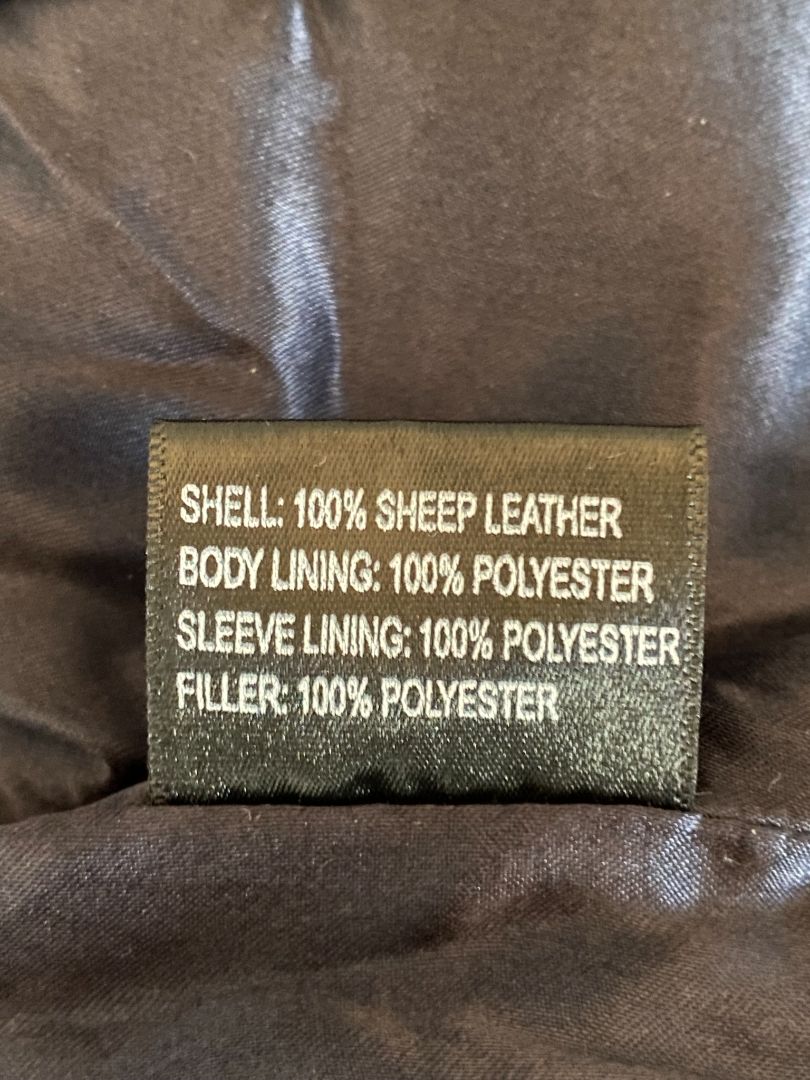 SHELL: 100% SHEEP LEATHER
BODY LINING: 100% POLYESTER
SLEEVE LINING: 100% POLYESTER
FILLER: 100% POLYESTER